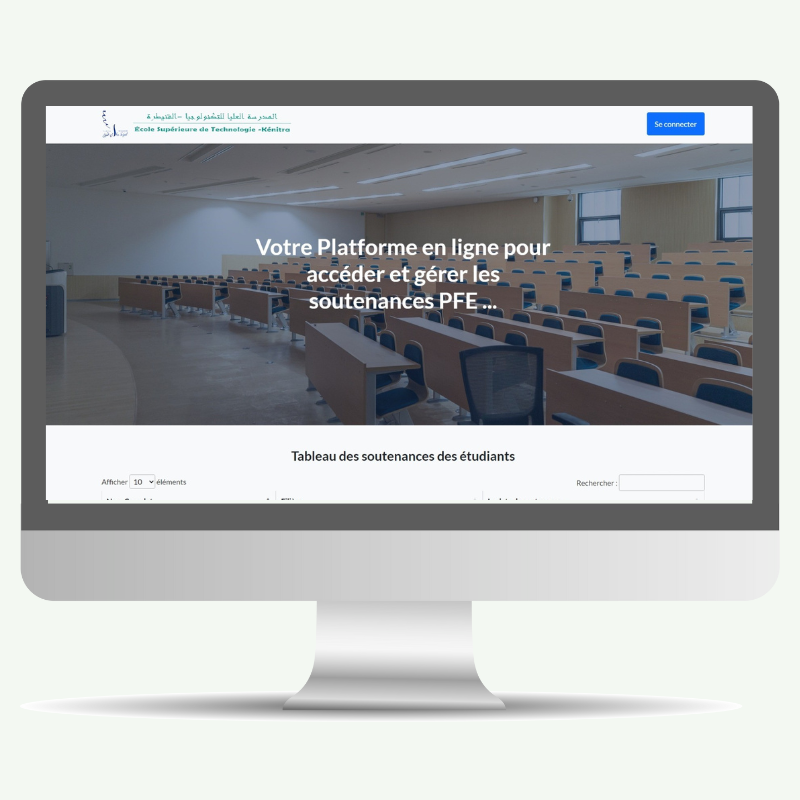 المدرسة العليا للتكنولوجيا -القنيطرة
Ecole Supérieure de Technologie -Kénitra
Se connecter
Votre Platforme en ligne pour
accéder et gérer les
soutenances PFE ...
Tableau des soutenances des étudiants
Afficher 10 éléments
Rechercher :